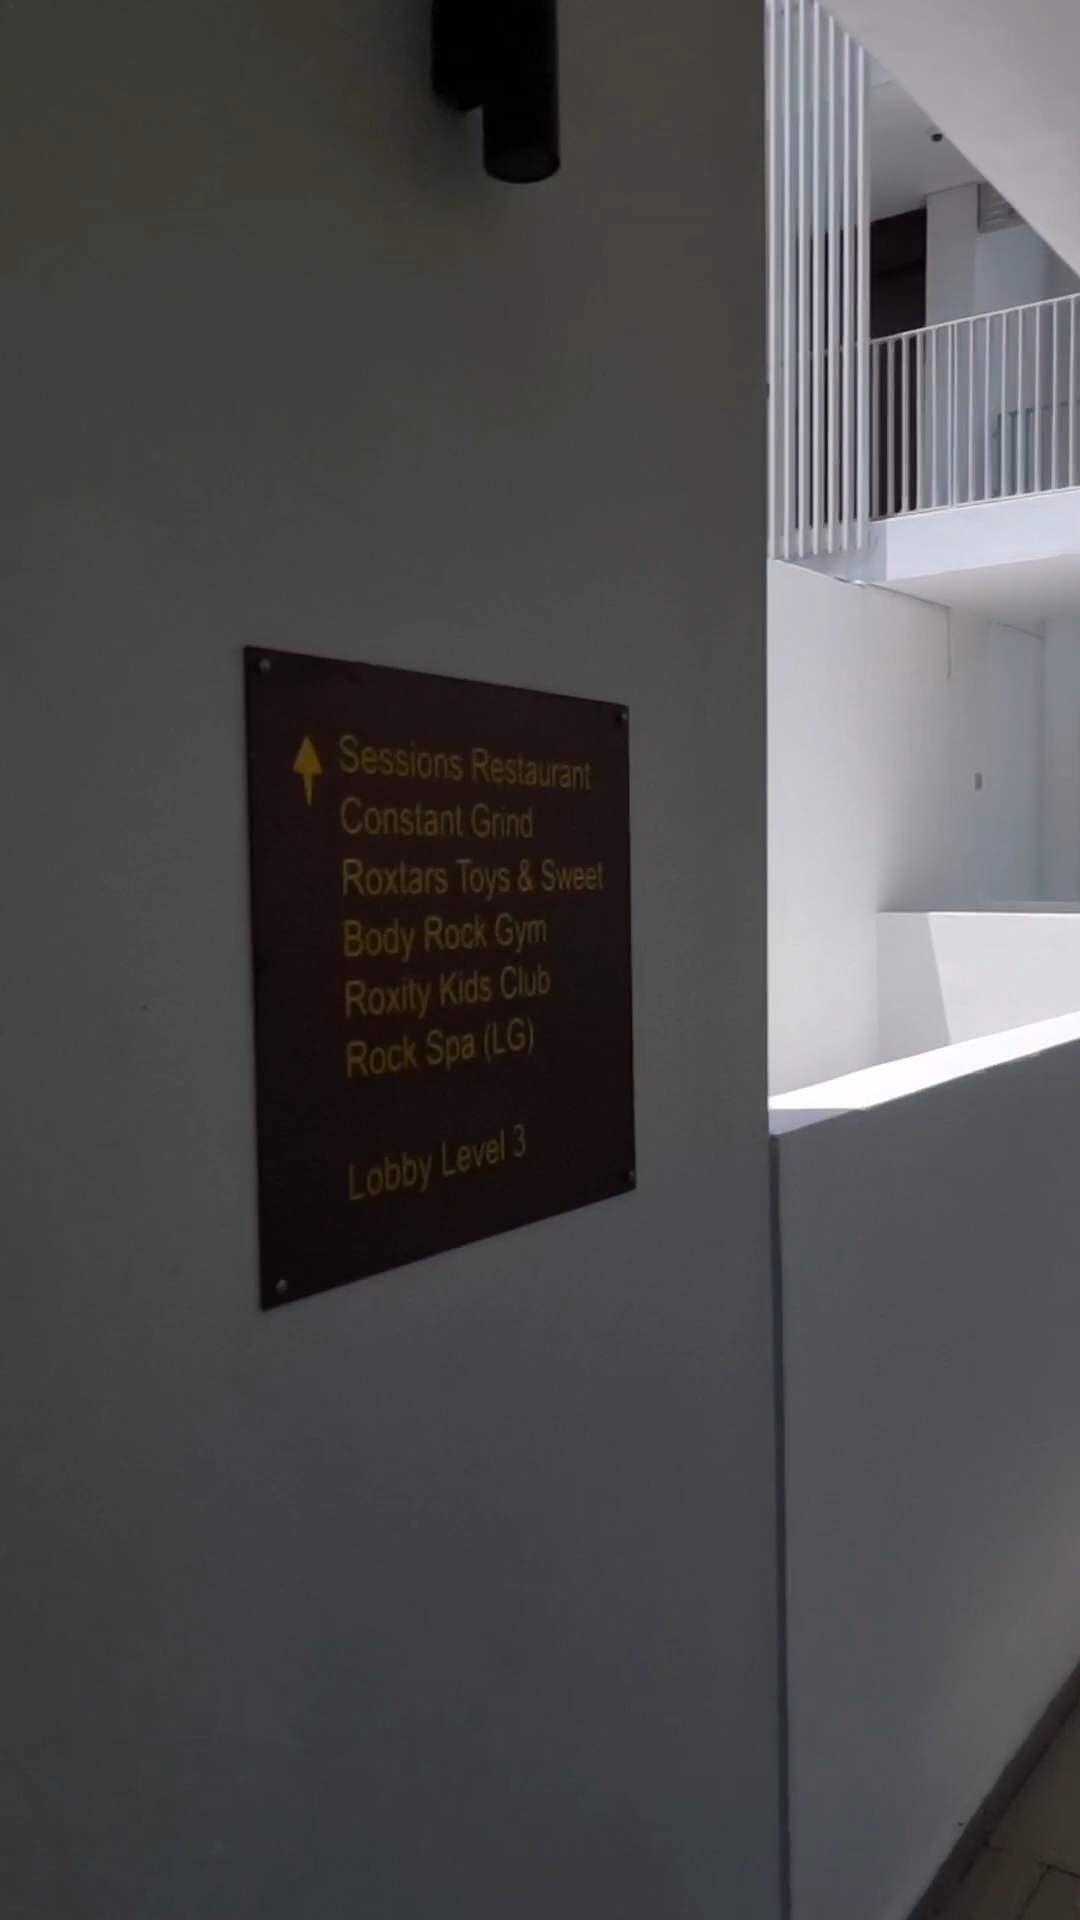 Sessions Restaurant
Constant Grind
Roxtars Toys & Sweet
Body Rock Gym
Roxity Kids Club
Rock Spa (LG)
Lobby Level 3